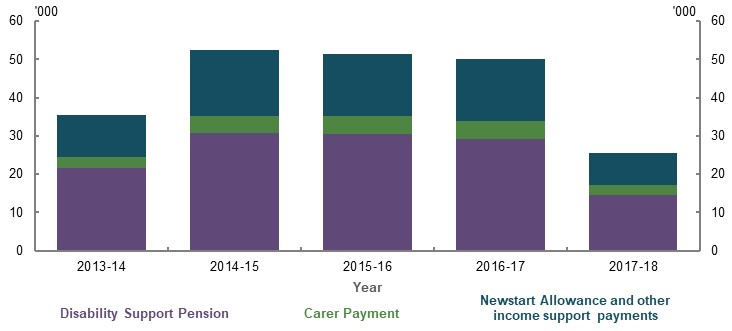 '000 '000
60 60
50 50
40 40
30 30
20 20
10 10
0 0
2013-14 2014-15 2015-16 2016-17 2017-18
Year
Disability Support Pension Carer Payment Newstart Allowance and other
income support payments